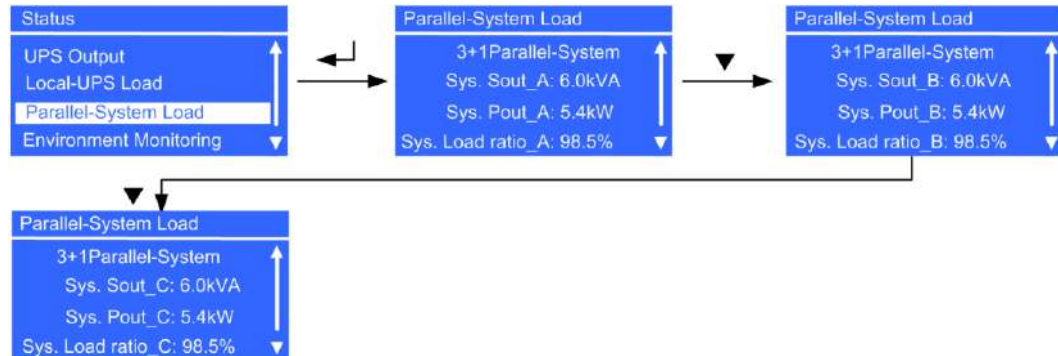 Status
UPS Output
Local-UPS Load
Parallel-System Load
Environment Monitoring
Parallel-System Load
3+1Parallel-System
Sys. Sout_A: 6.0kVA
Sys. Pout_A: 5.4kW
Sys. Load ratio_A: 98.5%
Parallel-System Load
3+1Parallel-System
Sys. Sout_B: 6.0kVA
Sys. Pout_B: 5.4kW
Sys. Load ratio_B: 98.5%
Parallel-System Load
3+1Parallel-System
Sys. Sout_C: 6.0kVA
Sys. Pout_C: 5.4kW
Sys. Load ratio_C: 98.5%